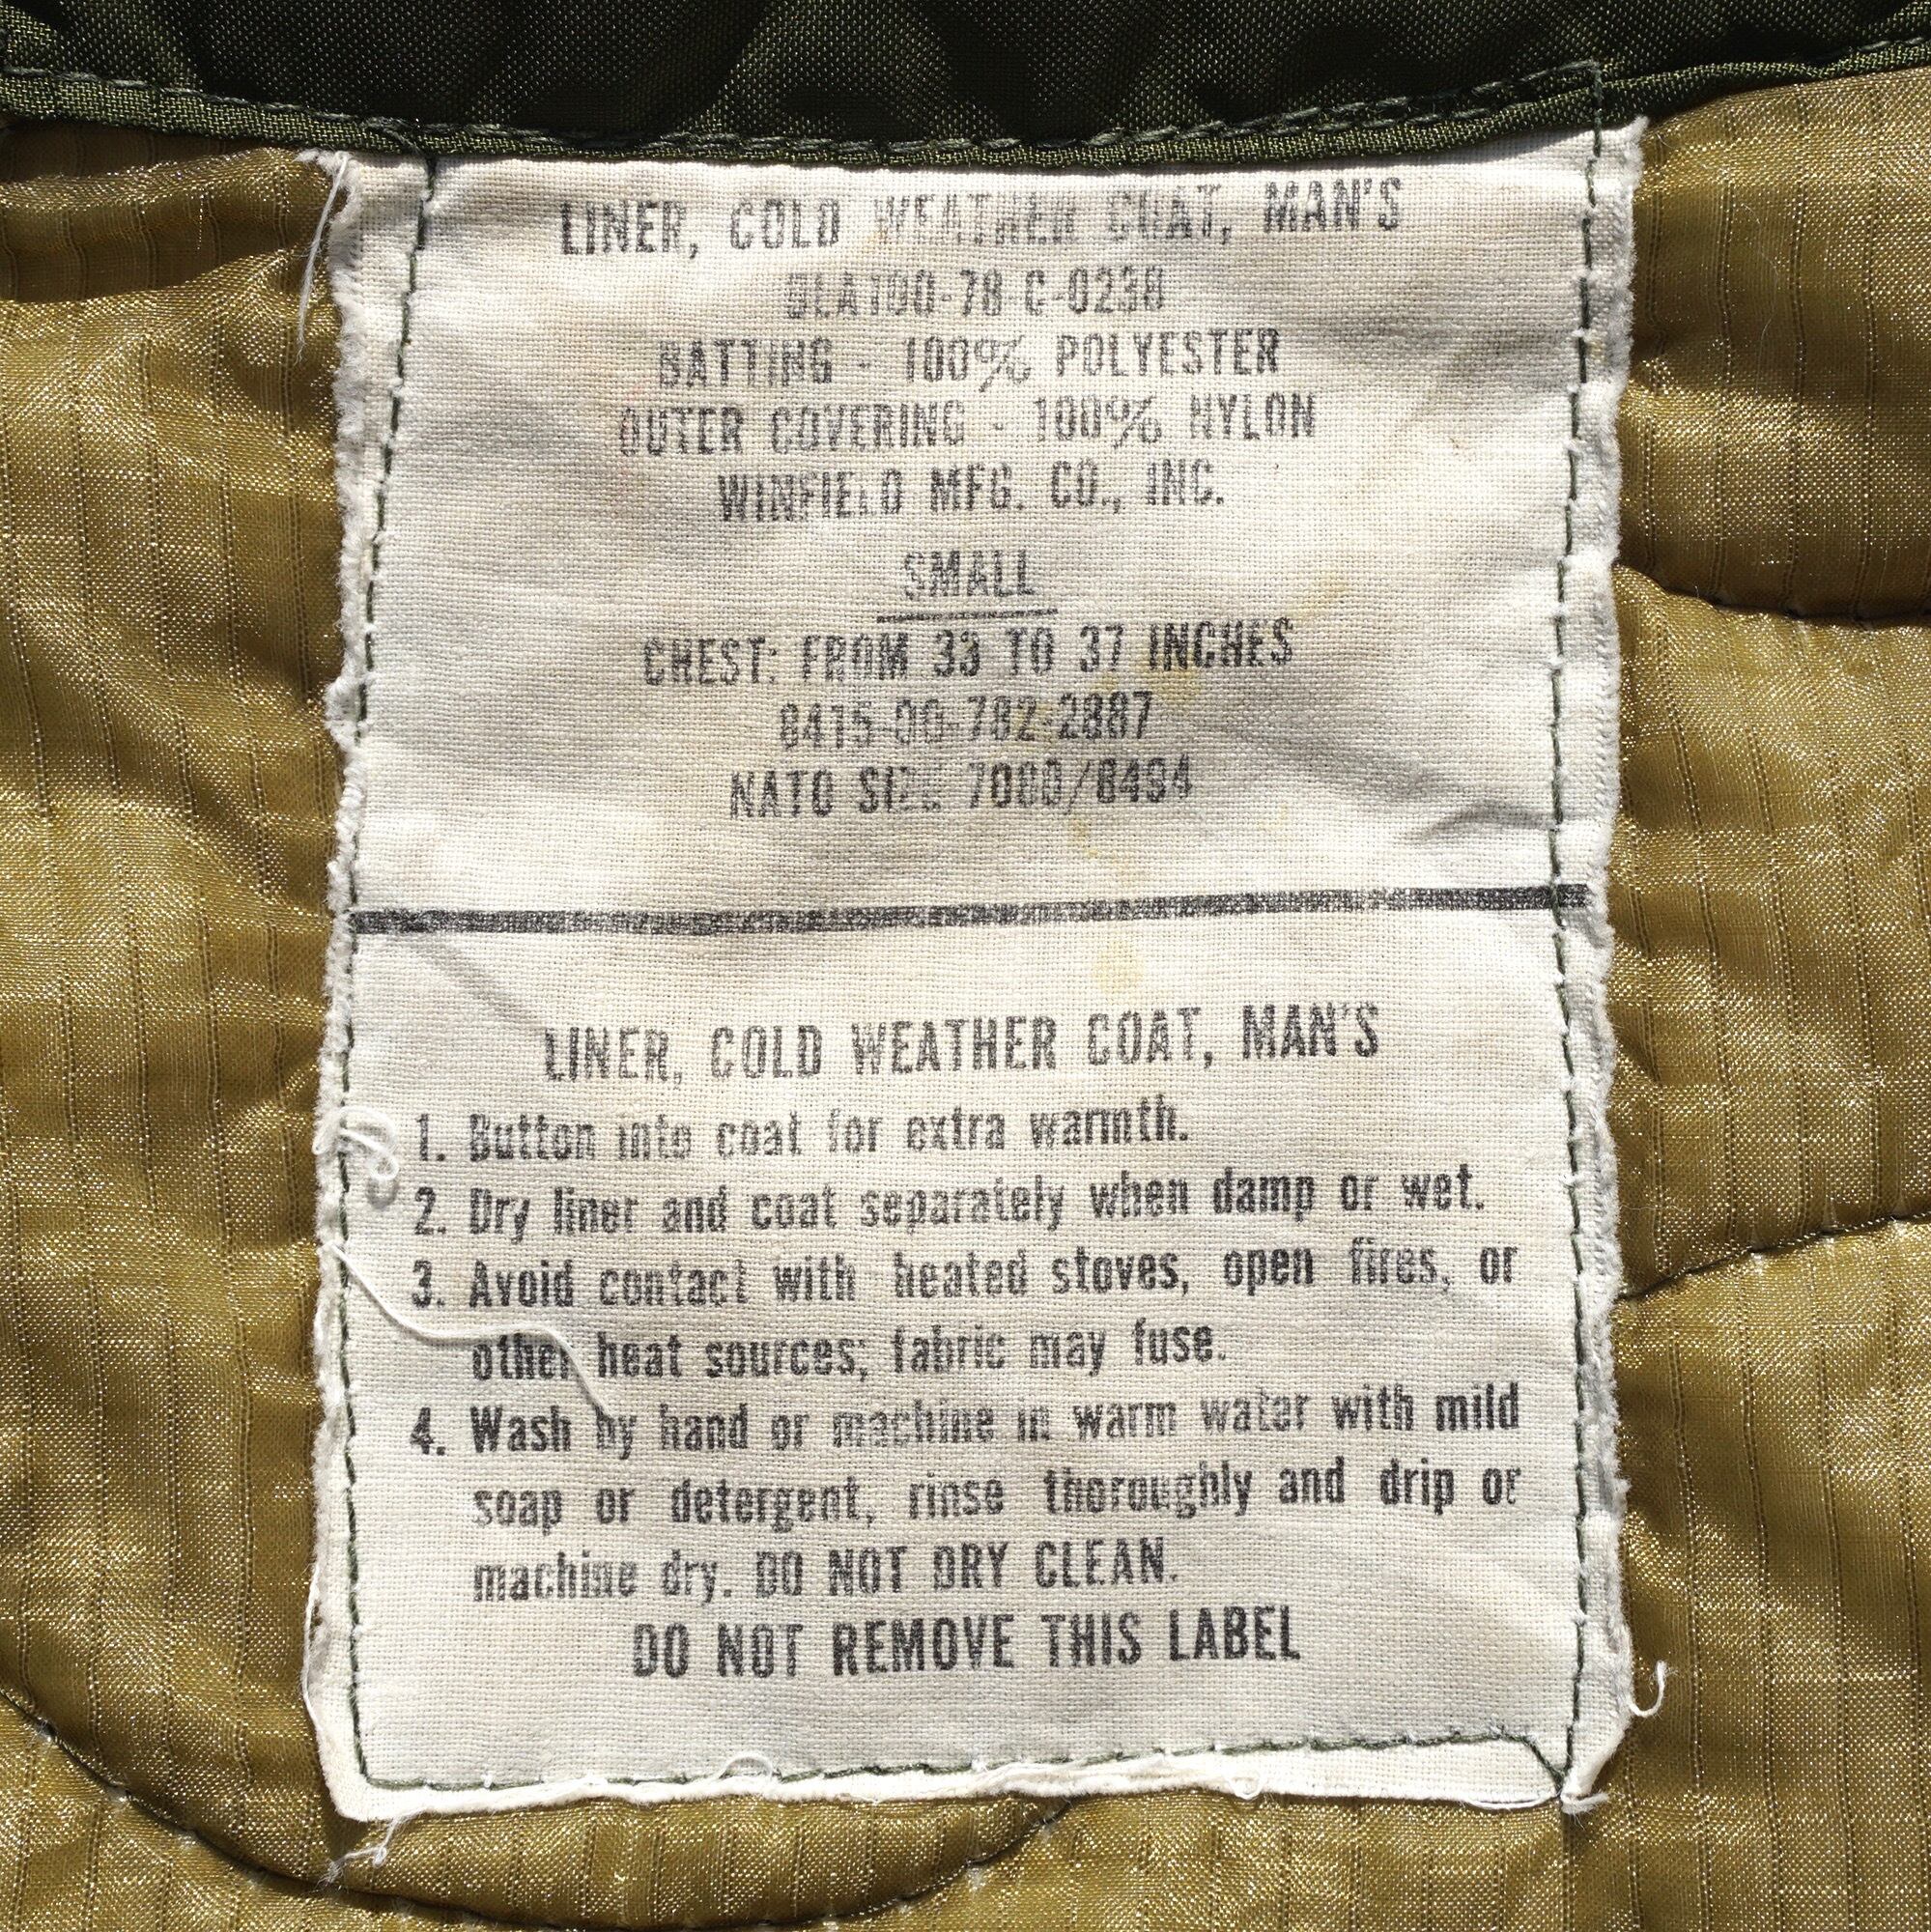 LINER, COLD WEATHER COAT, MAN'S
DLA100-78-C-0238
BATTING - 100% POLYESTER
OUTER COVERING - 100% NYLON
WINFIELD MFG. CO., INC.
SMALL
CHEST: FROM 33 TO 37 INCHES
8415-00-782-2887
NATO SIZE 7080/8494
LINER, COLD WEATHER COAT, MAN'S
1. Button into coat for extra warmth.
2. Dry liner and coat separately when damp or wet.
3. Avoid contact with heated stoves, open fires, or
other heat sources; fabric may fuse.
4. Wash by hand or machine in warm water with mild
soap or detergent, rinse thoroughly and drip or
machine dry. DO NOT DRY CLEAN.
DO NOT REMOVE THIS LABEL